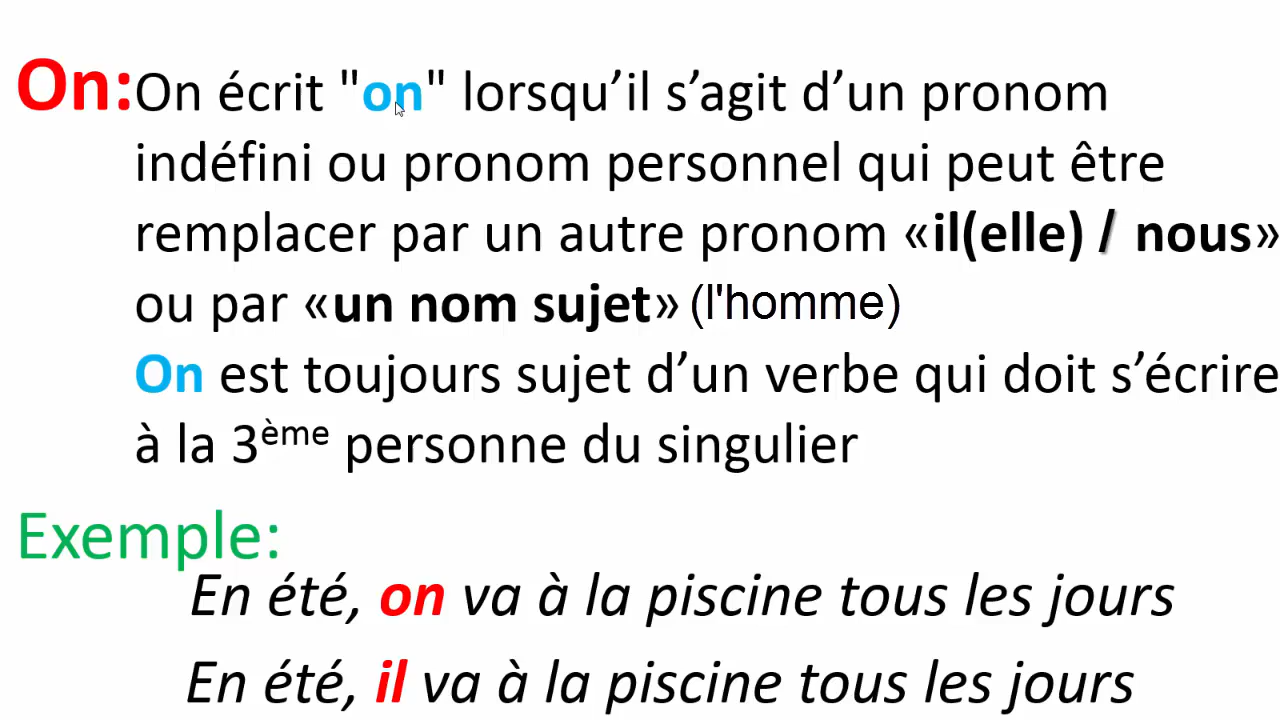 On: On écrit "on" lorsqu’il s’agit d’un pronom
indéfini ou pronom personnel qui peut être
remplacer par un autre pronom «il(elle) / nous»
ou par «un nom sujet» (l'homme)
On est toujours sujet d’un verbe qui doit s’écrire
à la 3ème personne du singulier
Exemple:
En été, on va à la piscine tous les jours
En été, il va à la piscine tous les jours